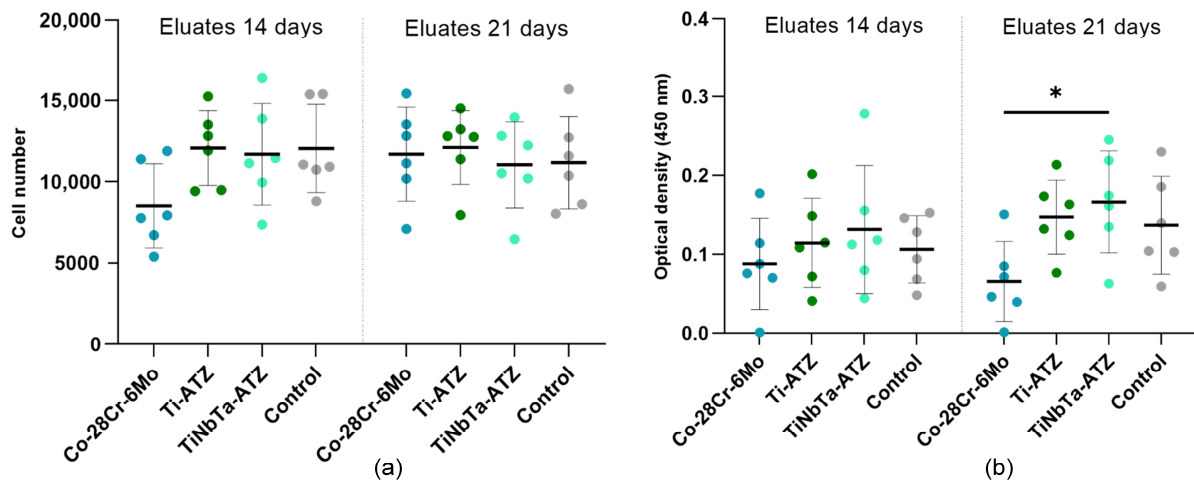 Eluates 14 days
Eluates 21 days
Cell number
20,000
15,000
10,000
5000
0
Co-28Cr-6Mo
Ti-ATZ
TiNbTa-ATZ
Control
Co-28Cr-6Mo
Ti-ATZ
TiNbTa-ATZ
Control
(a)
Eluates 14 days
Eluates 21 days
*
Optical density (450 nm)
0.4
0.3
0.2
0.1
0.0
Co-28Cr-6Mo
Ti-ATZ
TiNbTa-ATZ
Control
Co-28Cr-6Mo
Ti-ATZ
TiNbTa-ATZ
Control
(b)